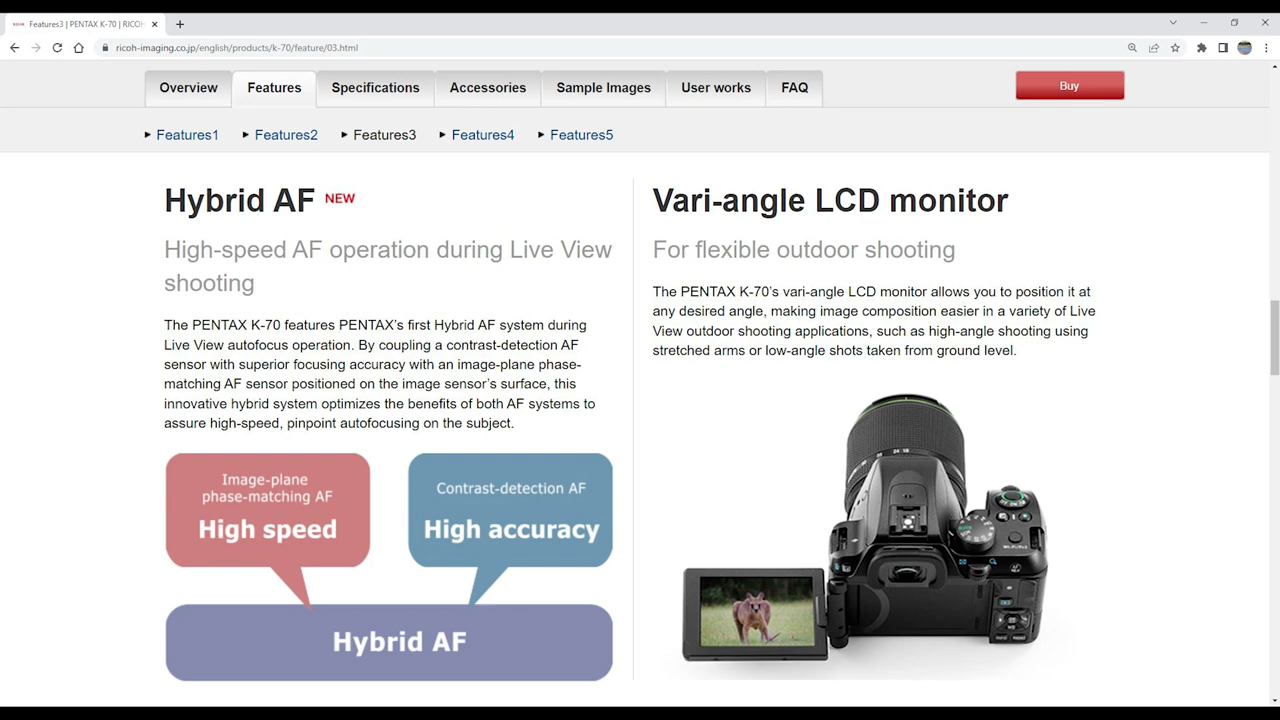 Features3 | PENTAX K-70 | RICOH
ricoh-imaging.co.jp/english/products/k-70/feature/03.html
Overview
Features
Specifications
Accessories
Sample Images
User works
FAQ
Buy
Features1
Features2
Features3
Features4
Features5
Hybrid AF NEW
High-speed AF operation during Live View
shooting
The PENTAX K-70 features PENTAX's first Hybrid AF system during
Live View autofocus operation. By coupling a contrast-detection AF
sensor with superior focusing accuracy with an image-plane phase-
matching AF sensor positioned on the image sensor's surface, this
innovative hybrid system optimizes the benefits of both AF systems to
assure high-speed, pinpoint autofocusing on the subject.
Image-plane
phase-matching AF
High speed
Contrast-detection AF
High accuracy
Hybrid AF
Vari-angle LCD monitor
For flexible outdoor shooting
The PENTAX K-70's vari-angle LCD monitor allows you to position it at
any desired angle, making image composition easier in a variety of Live
View outdoor shooting applications, such as high-angle shooting using
stretched arms or low-angle shots taken from ground level.